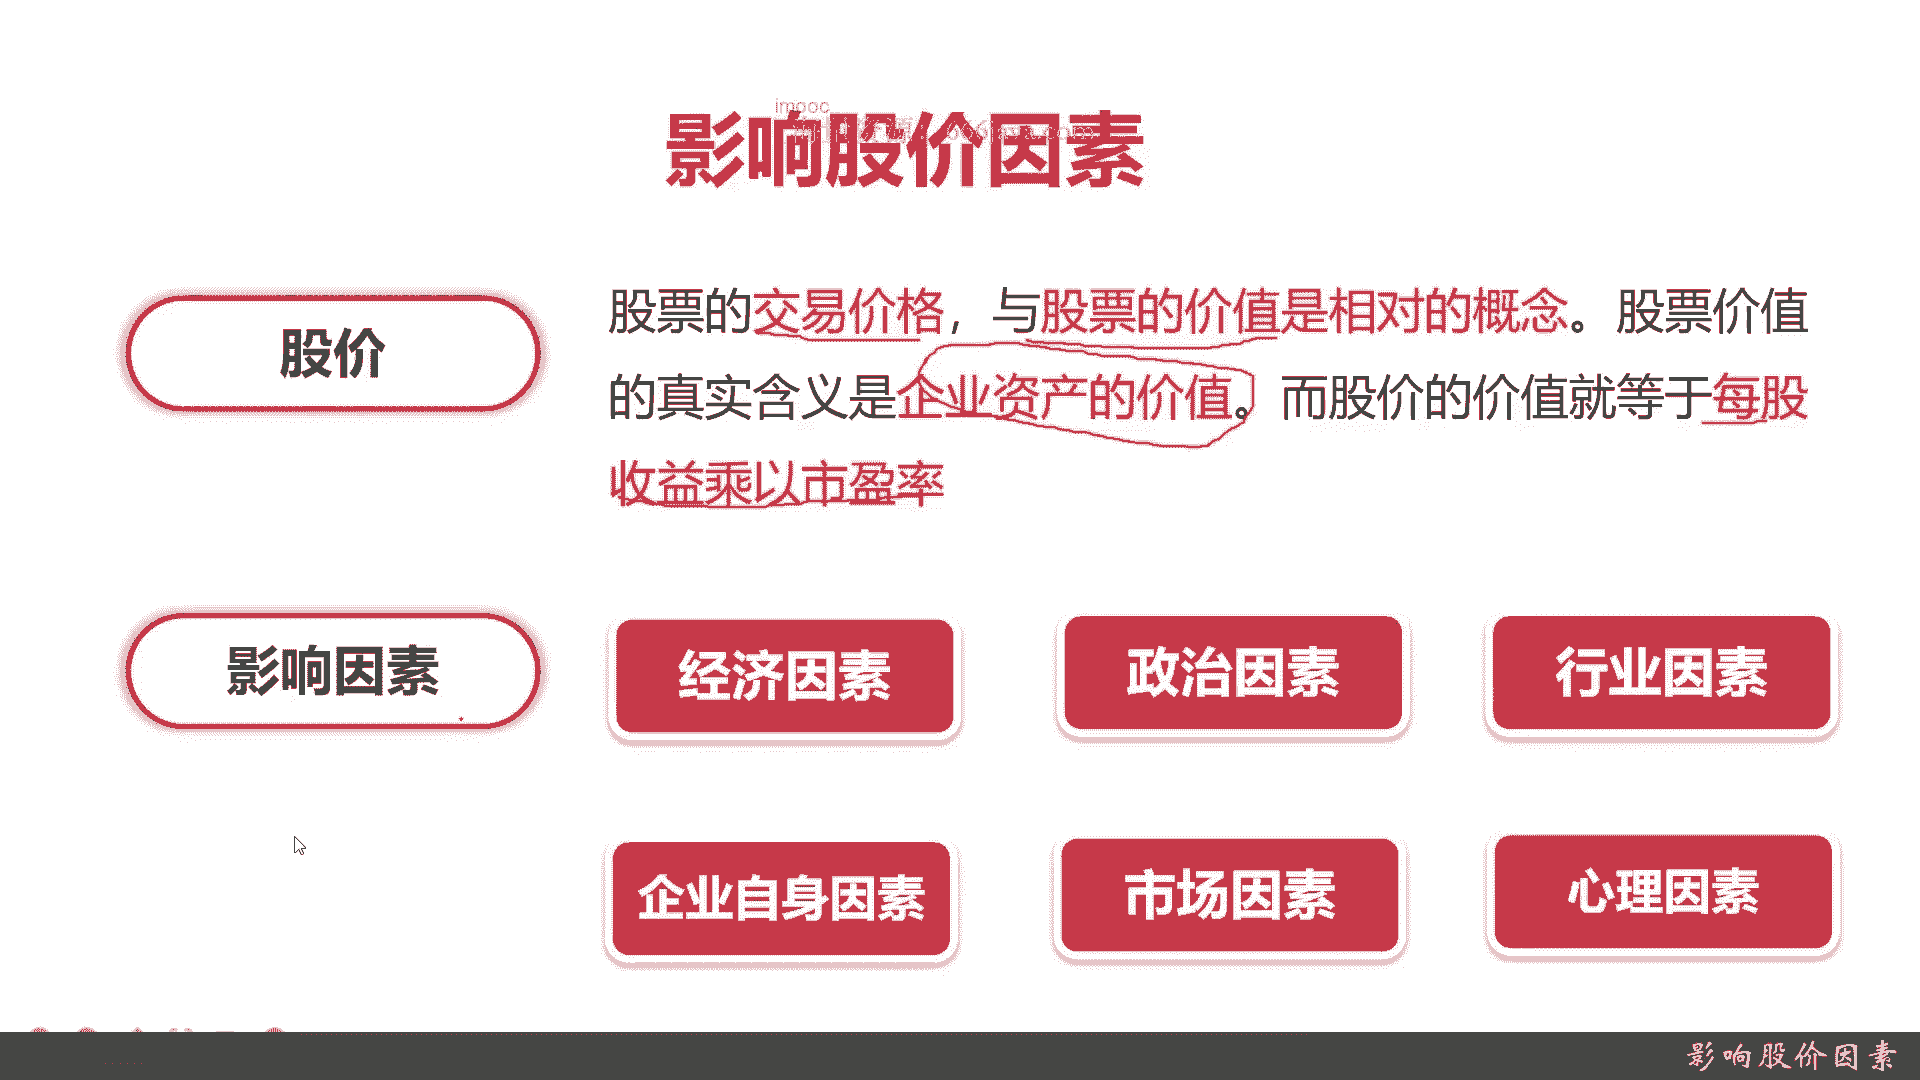 imooc
影响股价因素
股价
股票的交易价格，与股票的价值是相对的概念。股票价值
的真实含义是企业资产的价值。而股价的价值就等于每股
收益乘以市盈率
影响因素
经济因素
政治因素
行业因素
企业自身因素
市场因素
心理因素
影响股价因素